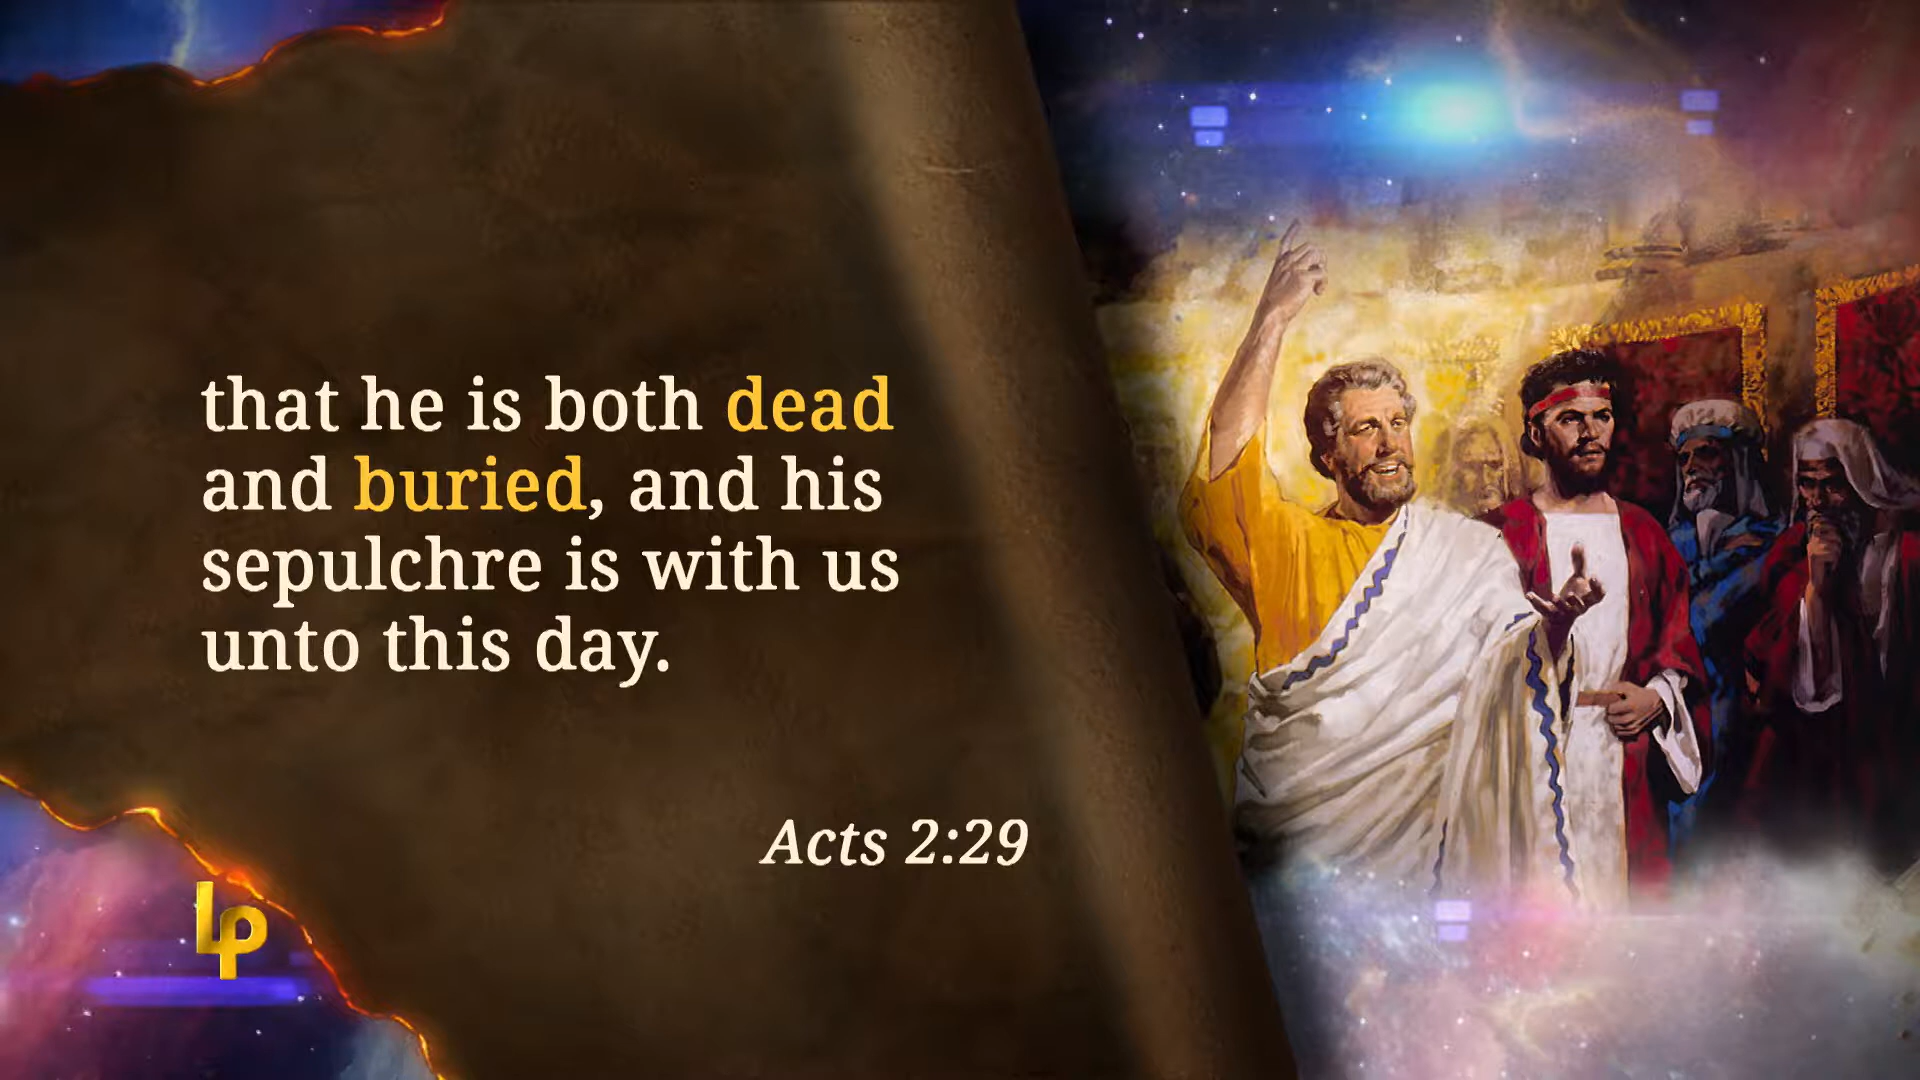 that he is both dead
and buried, and his
sepulchre is with us
unto this day.
Acts 2:29
Lp